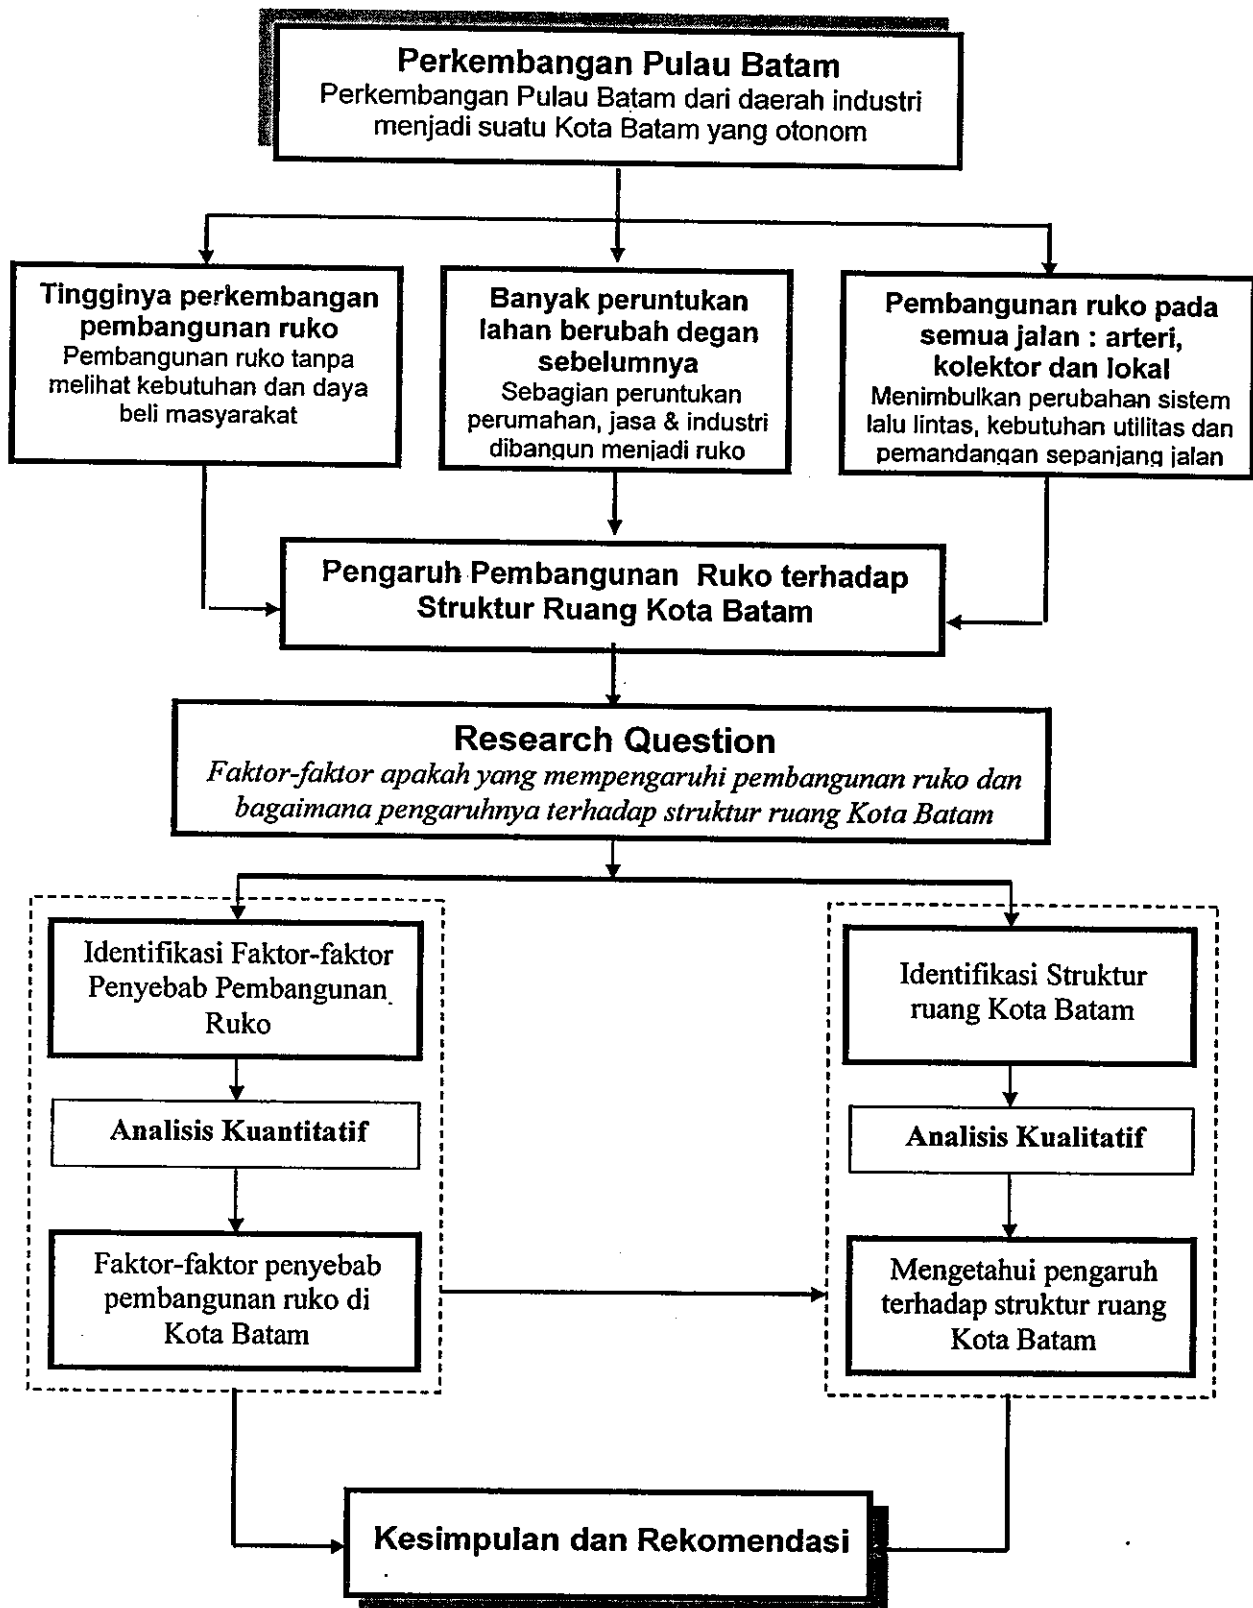 Perkembangan Pulau Batam
Perkembangan Pulau Batam dari daerah industri
menjadi suatu Kota Batam yang otonom
Tingginya perkembangan
pembangunan ruko
Pembangunan ruko tanpa
melihat kebutuhan dan daya
beli masyarakat
Banyak peruntukan
lahan berubah degan
sebelumnya
Sebagian peruntukan
perumahan, jasa & industri
dibangun menjadi ruko
Pembangunan ruko pada
semua jalan : arteri,
kolektor dan lokal
Menimbulkan perubahan sistem
lalu lintas, kebutuhan utilitas dan
pemandangan sepanjang jalan
Pengaruh Pembangunan Ruko terhadap
Struktur Ruang Kota Batam
Research Question
Faktor-faktor apakah yang mempengaruhi pembangunan ruko dan
bagaimana pengaruhnya terhadap struktur ruang Kota Batam
Identifikasi Faktor-faktor
Penyebab Pembangunan
Ruko
Analisis Kuantitatif
Faktor-faktor penyebab
pembangunan ruko di
Kota Batam
Identifikasi Struktur
ruang Kota Batam
Analisis Kualitatif
Mengetahui pengaruh
terhadap struktur ruang
Kota Batam
Kesimpulan dan Rekomendasi